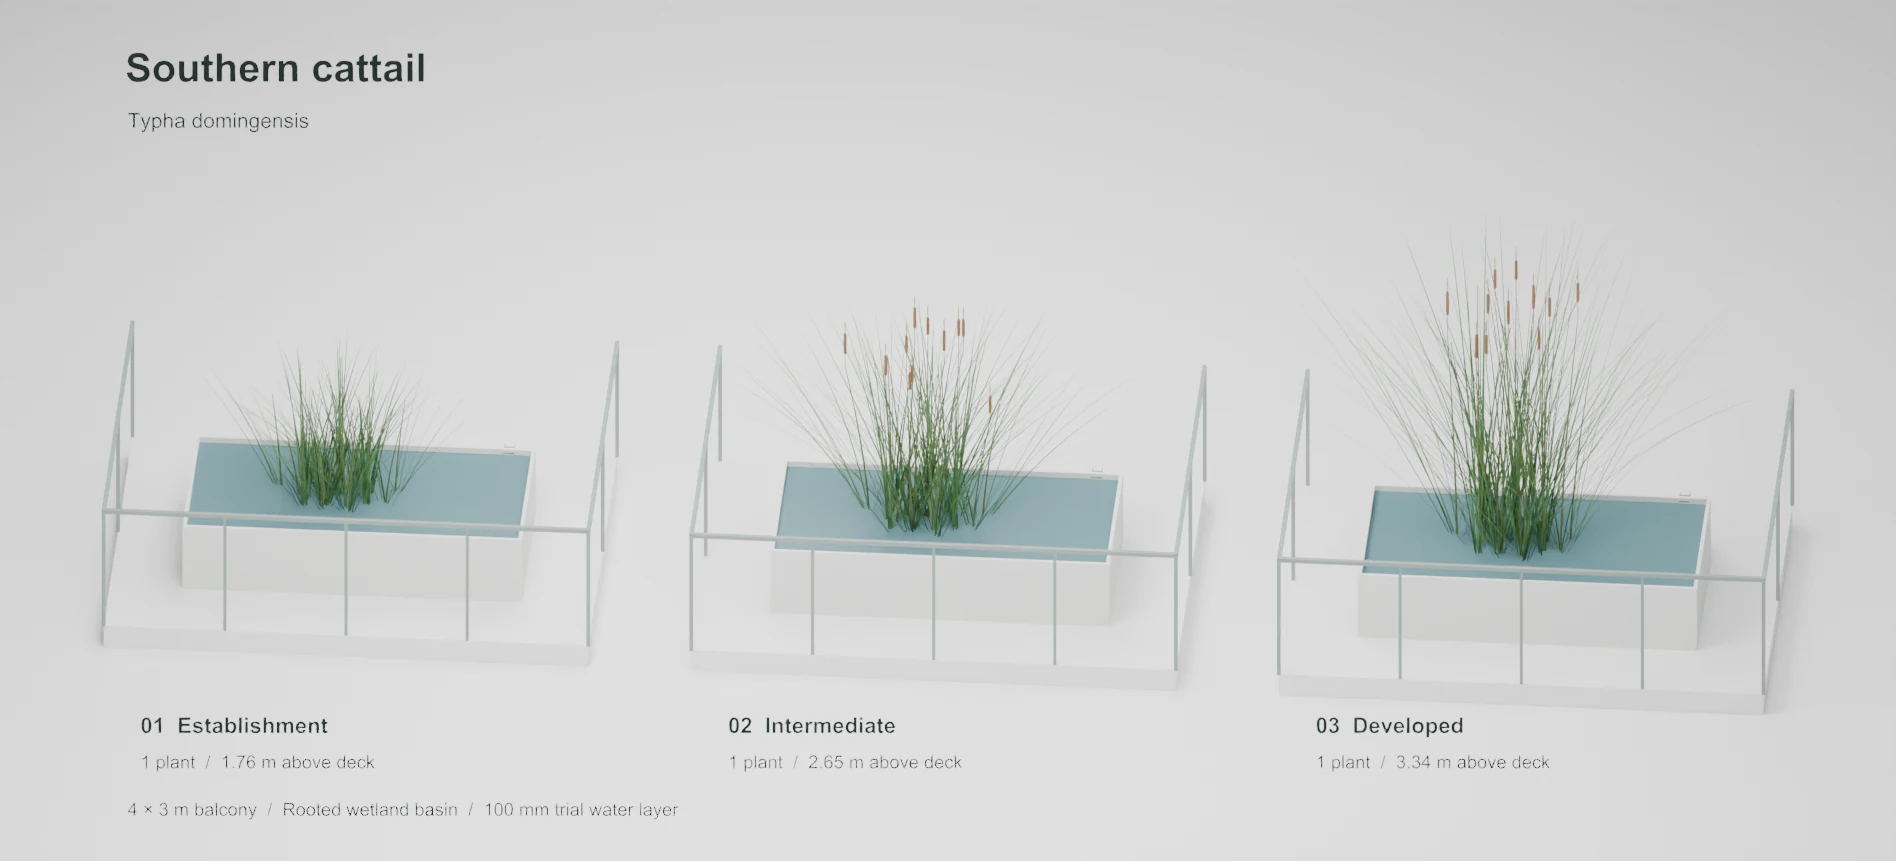 Southern cattail
Typha domingensis
01 Establishment
1 plant / 1.76 m above deck
02 Intermediate
1 plant / 2.65 m above deck
03 Developed
1 plant / 3.34 m above deck
4 × 3 m balcony / Rooted wetland basin / 100 mm trial water layer